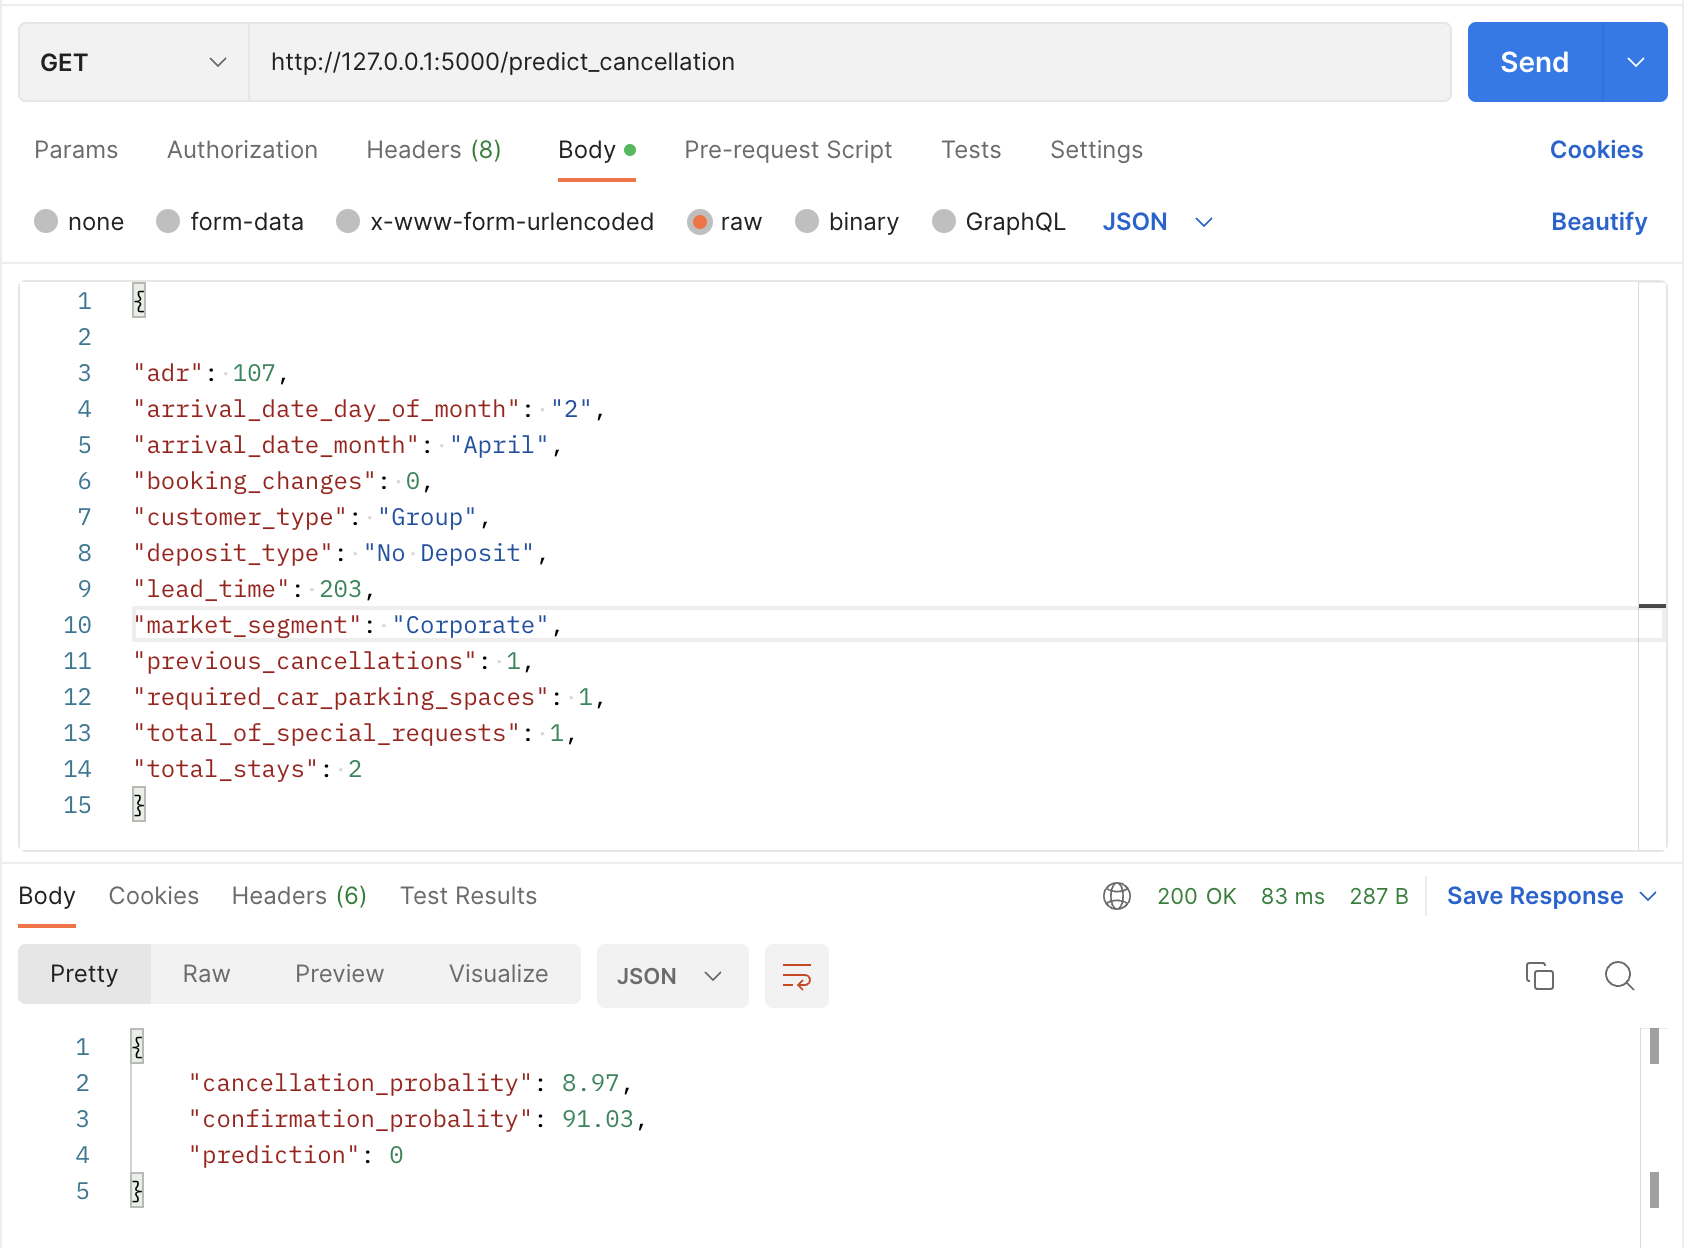 GET http://127.0.0.1:5000/predict_cancellation Send
Params Authorization Headers (8) Body Pre-request Script Tests Settings Cookies
none form-data x-www-form-urlencoded raw binary GraphQL JSON Beautify
1 {
2
3 "adr": 107,
4 "arrival_date_day_of_month": "2",
5 "arrival_date_month": "April",
6 "booking_changes": 0,
7 "customer_type": "Group",
8 "deposit_type": "No Deposit",
9 "lead_time": 203,
10 "market_segment": "Corporate",
11 "previous_cancellations": 1,
12 "required_car_parking_spaces": 1,
13 "total_of_special_requests": 1,
14 "total_stays": 2
15 }
Body Cookies Headers (6) Test Results 200 OK 83 ms 287 B Save Response
Pretty Raw Preview Visualize JSON
1 {
2 "cancellation_probality": 8.97,
3 "confirmation_probality": 91.03,
4 "prediction": 0
5 }